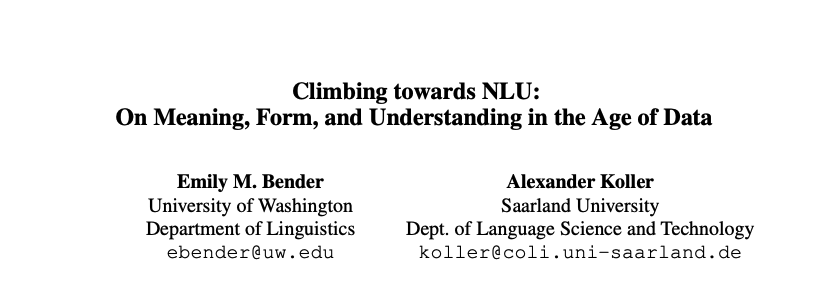 Climbing towards NLU:
On Meaning, Form, and Understanding in the Age of Data
Emily M. Bender
University of Washington
Department of Linguistics
ebender@uw.edu
Alexander Koller
Saarland University
Dept. of Language Science and Technology
koller@coli.uni-saarland.de